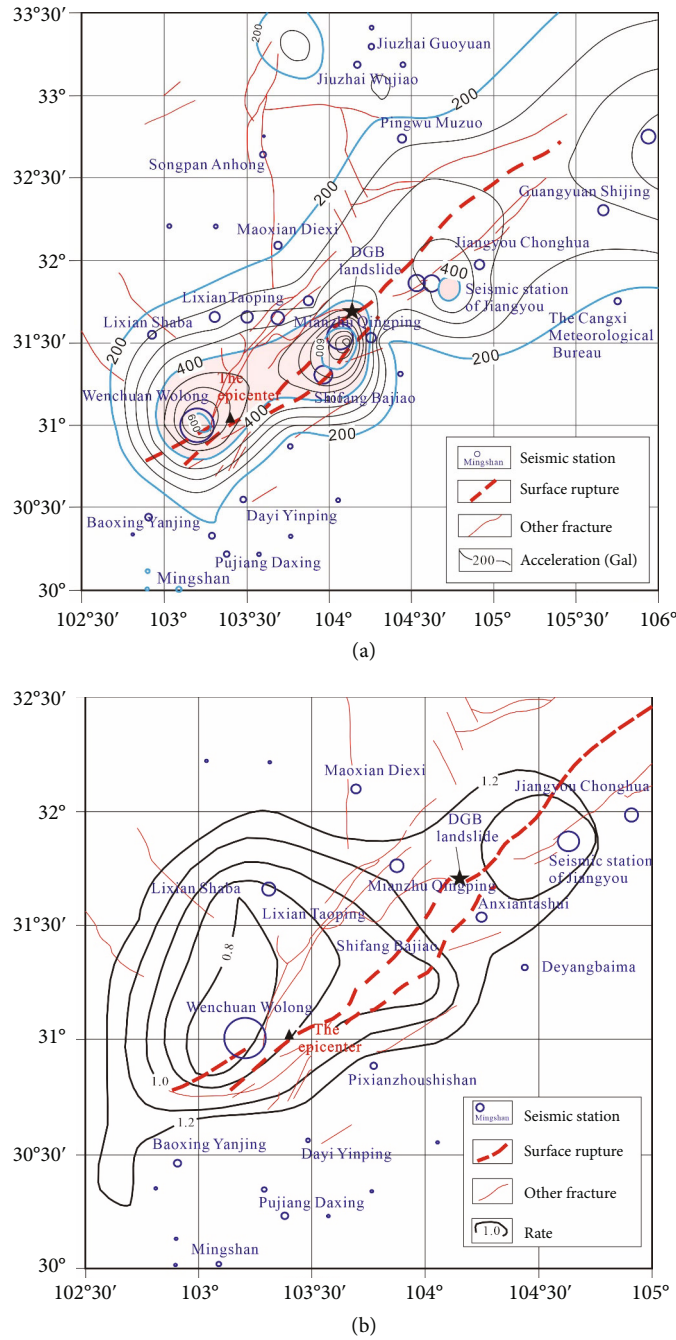 33°30′
200
Jiuzhai Guoyuan
Jiuzhai Wujiao
33°
200
Pingwu Muzuo
32°30′
Songpan Anhong
200
Guangyuan Shijing
Maoxian Diexi
Jiangyou Chonghua
32°
DGB
landslide
400
Seismic station
of Jiangyou
Lixian Taoping
Lixian Shaba
Mianzhu Qingping
The Cangxi
Meteorological
Bureau
31°30′
200
600
200
400
The
epicenter
Wenchuan Wolong
Shifang Bajiao
400
600
200
31°
30°30′
Baoxing Yanjing
Dayi Yinping
Pujiang Daxing
Mingshan
30°
Mingshan
Seismic station
Surface rupture
Other fracture
200
Acceleration (Gal)
102°30′
103°
103°30′
104°
104°30′
105°
105°30′
106°
(a)
32°30′
Maoxian Diexi
1.2
Jiangyou Chonghua
32°
DGB
landslide
Seismic station
of Jiangyou
Lixian Shaba
Mianzhu Qingping
Anxiantashui
31°30′
Lixian Taoping
Shifang Bajiao
0.8
Deyangbaima
Wenchuan Wolong
31°
The
epicenter
1.0
Pixianzhoushishan
1.2
30°30′
Baoxing Yanjing
Dayi Yinping
Pujiang Daxing
Mingshan
30°
Mingshan
Seismic station
Surface rupture
Other fracture
1.0
Rate
102°30′
103°
103°30′
104°
104°30′
105°
(b)